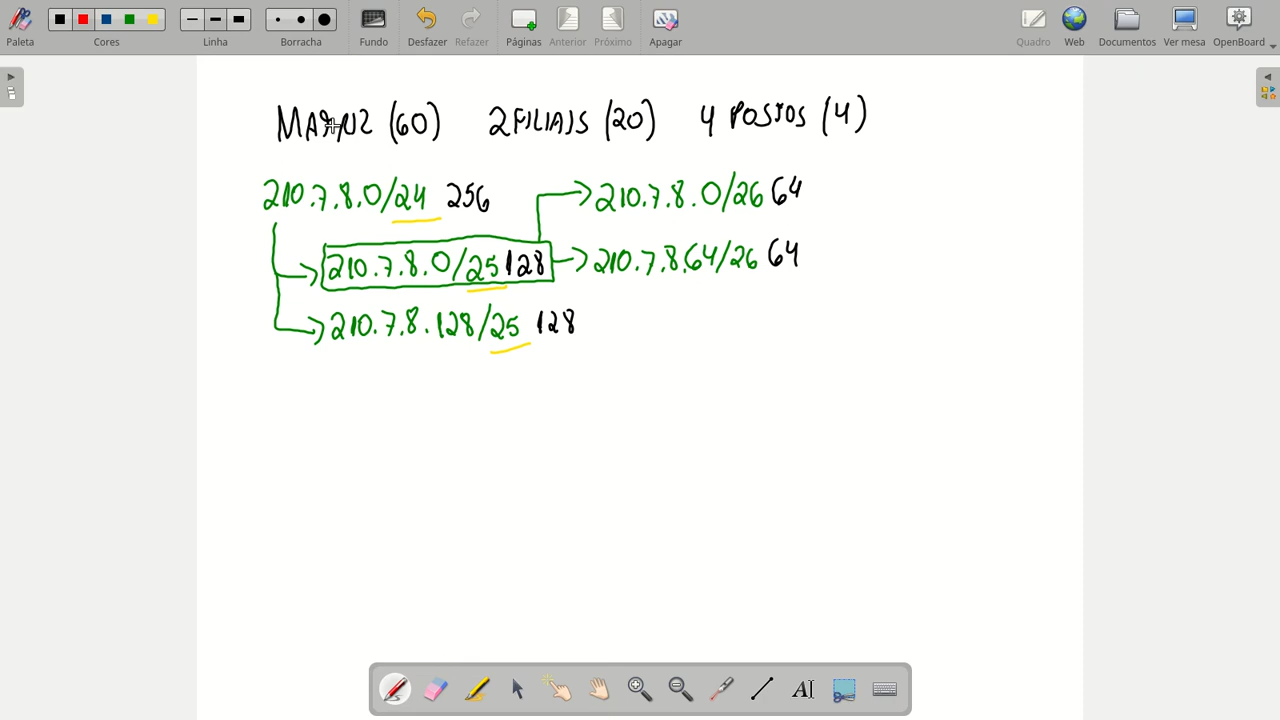 Paleta Cores Linha Borracha Fundo Desfazer Refazer Páginas Anterior Próximo Apagar Quadro Web Documentos Ver mesa OpenBoard
MATRIZ (60) 2 FILIAIS (20) 4 POSTOS (4)
210.7.8.0/24 256 210.7.8.0/26 64
210.7.8.0/25 128 210.7.8.64/26 64
210.7.8.128/25 128